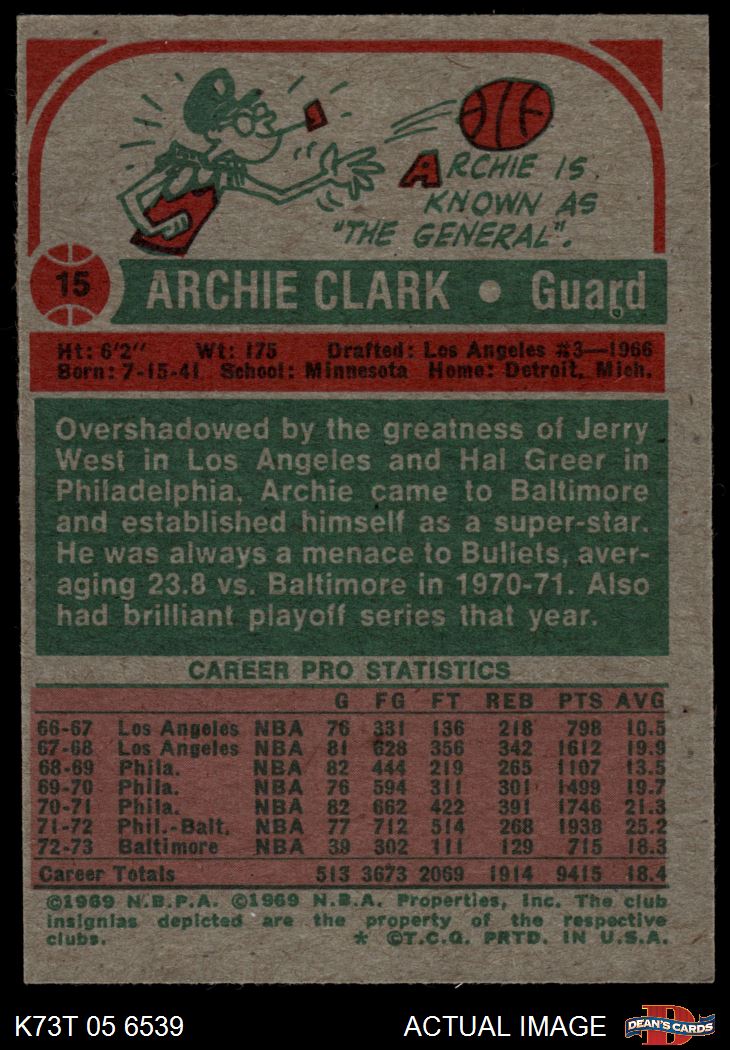 ARCHIE IS
KNOWN AS
"THE GENERAL".
15 ARCHIE CLARK • Guard
Ht: 6'2" Wt: 175 Drafted: Los Angeles #3—1966
Born: 7-15-41 School: Minnesota Home: Detroit, Mich.
Overshadowed by the greatness of Jerry
West in Los Angeles and Hal Greer in
Philadelphia, Archie came to Baltimore
and established himself as a super-star.
He was always a menace to Bullets, aver-
aging 23.8 vs. Baltimore in 1970-71. Also
had brilliant playoff series that year.
CAREER PRO STATISTICS
G FG FT REB PTS AVG
66-67 Los Angeles NBA 76 331 136 218 798 10.5
67-68 Los Angeles NBA 81 628 356 342 1612 19.9
68-69 Phila. NBA 82 444 219 265 1107 13.5
69-70 Phila. NBA 76 594 311 301 1499 19.7
70-71 Phila. NBA 82 662 422 391 1746 21.3
71-72 Phil.-Balt. NBA 77 712 514 268 1938 25.2
72-73 Baltimore NBA 39 302 111 129 715 18.3
Career Totals 513 3673 2069 1914 9415 18.4
©1969 N.B.P.A. ©1969 N.B.A. Properties, Inc. The club
insignias depicted are the property of the respective
clubs. * ©T.C.G. PRTD. IN U.S.A.
K73T 05 6539 ACTUAL IMAGE D DEAN'S CARDS